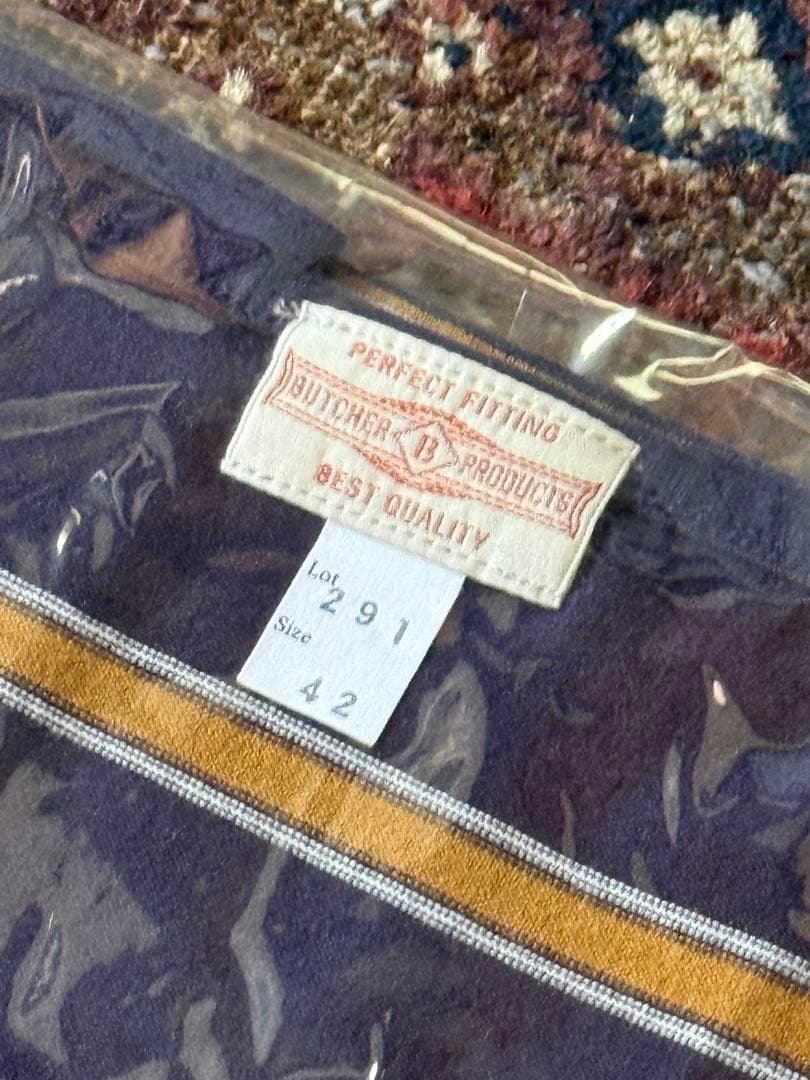 PERFECT FITTING
BUTCHER B PRODUCTS
BEST QUALITY
Lot 291
Size 42